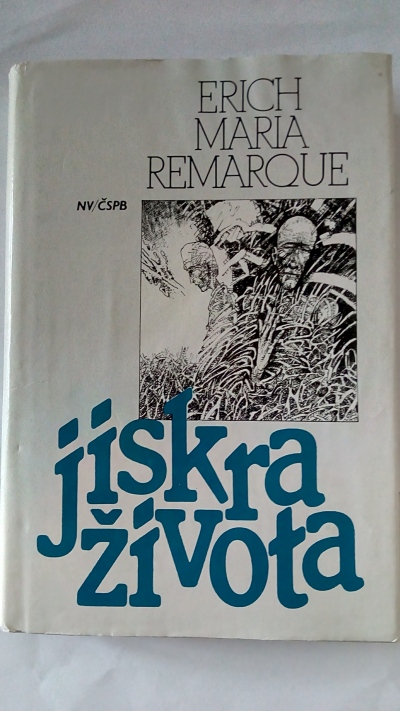 ERICH
MARIA
REMARQUE
NV/ČSPB
jiskra
života